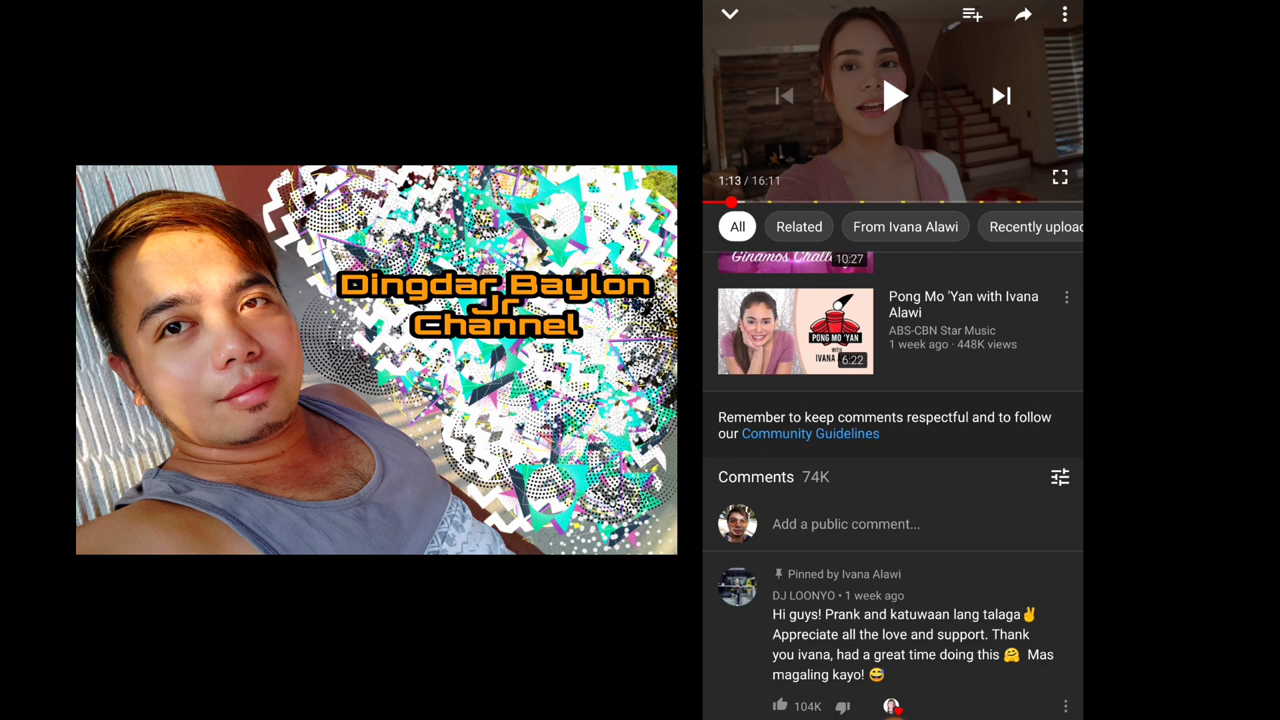 Dingdar Baylon
Jr
Channel
1:13 / 16:11
All
Related
From Ivana Alawi
Recently uploa
Ginamos Chall
10:27
PONG MO 'YAN
WITH
IVANA
6:22
Pong Mo 'Yan with Ivana
Alawi
ABS-CBN Star Music
1 week ago · 448K views
Remember to keep comments respectful and to follow
our Community Guidelines
Comments 74K
Add a public comment...
Pinned by Ivana Alawi
DJ LOONYO • 1 week ago
Hi guys! Prank and katuwaan lang talaga✌
Appreciate all the love and support. Thank
you ivana, had a great time doing this 🤗 Mas
magaling kayo! 😅
104K